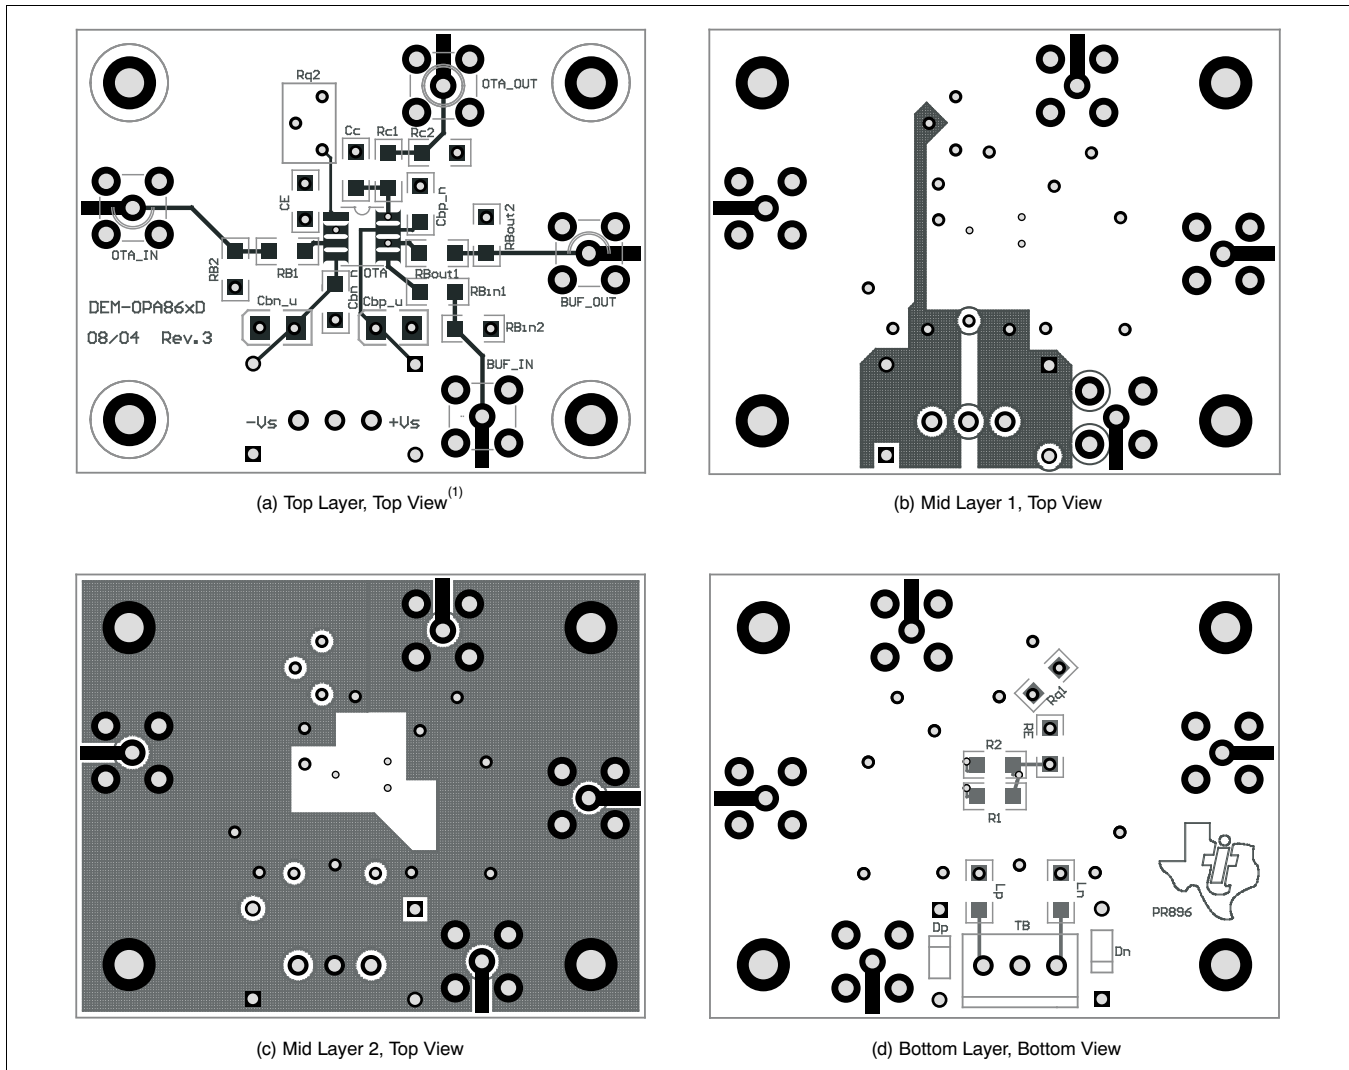 Rq2
OTA_OUT
Cc Rc1 Rc2
CE
Cbp_n
RBout2
OTA_IN
RB2
RB1
OTA
RBout1
BUF_OUT
Cbn_n
Cbn_u
Cbp_u
RBin1
DEM-OPA86xD
08/04 Rev.3
RBin2
BUF_IN
-Vs +Vs
(a) Top Layer, Top View(1)
(b) Mid Layer 1, Top View
(c) Mid Layer 2, Top View
Rq1
RE
R2
R1
Lp
Ln
PR896
Dp
TB
Dn
(d) Bottom Layer, Bottom View